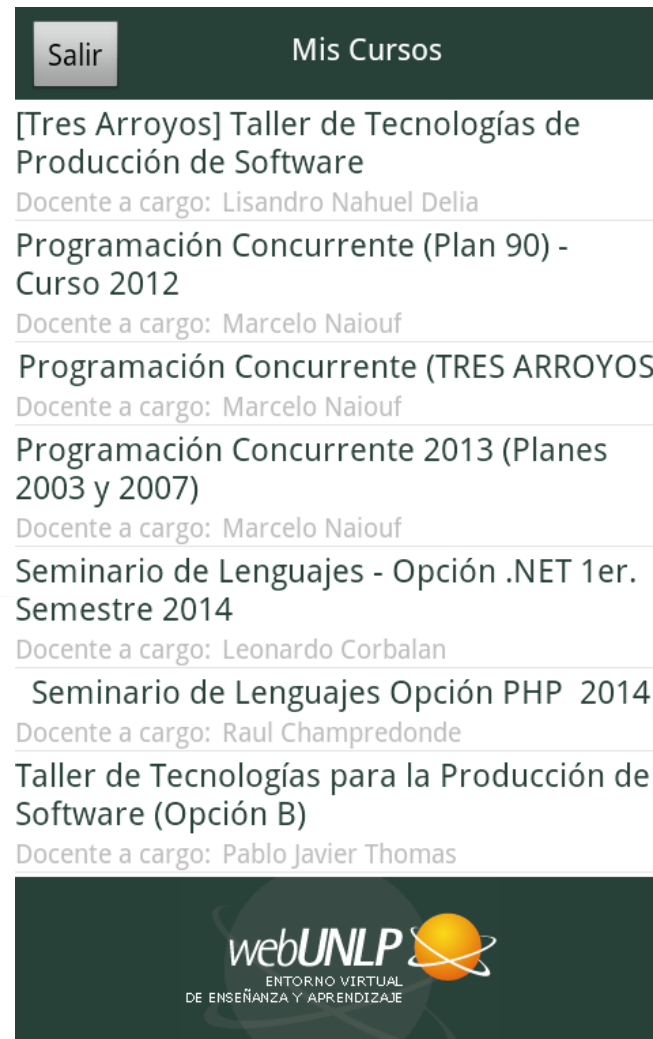 Salir
Mis Cursos
[Tres Arroyos] Taller de Tecnologías de
Producción de Software
Docente a cargo: Lisandro Nahuel Delia
Programación Concurrente (Plan 90) -
Curso 2012
Docente a cargo: Marcelo Naiouf
Programación Concurrente (TRES ARROYOS
Docente a cargo: Marcelo Naiouf
Programación Concurrente 2013 (Planes
2003 y 2007)
Docente a cargo: Marcelo Naiouf
Seminario de Lenguajes - Opción .NET 1er.
Semestre 2014
Docente a cargo: Leonardo Corbalan
Seminario de Lenguajes Opción PHP 2014
Docente a cargo: Raul Champredonde
Taller de Tecnologías para la Producción de
Software (Opción B)
Docente a cargo: Pablo Javier Thomas
webUNLP
ENTORNO VIRTUAL
DE ENSEÑANZA Y APRENDIZAJE